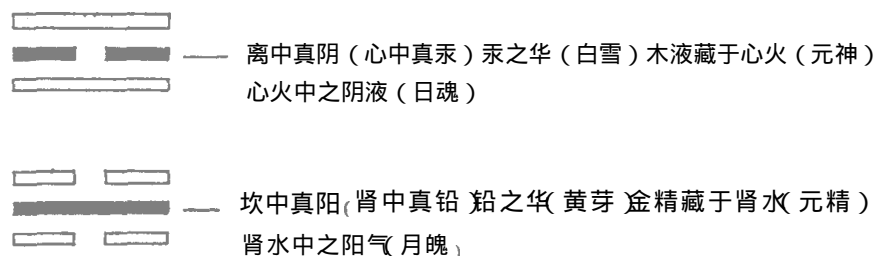 离中真阴（心中真汞）汞之华（白雪）木液藏于心火（元神）
心火中之阴液（日魂）
坎中真阳（肾中真铅）铅之华（黄芽）金精藏于肾水（元精）
肾水中之阳气（月魄）